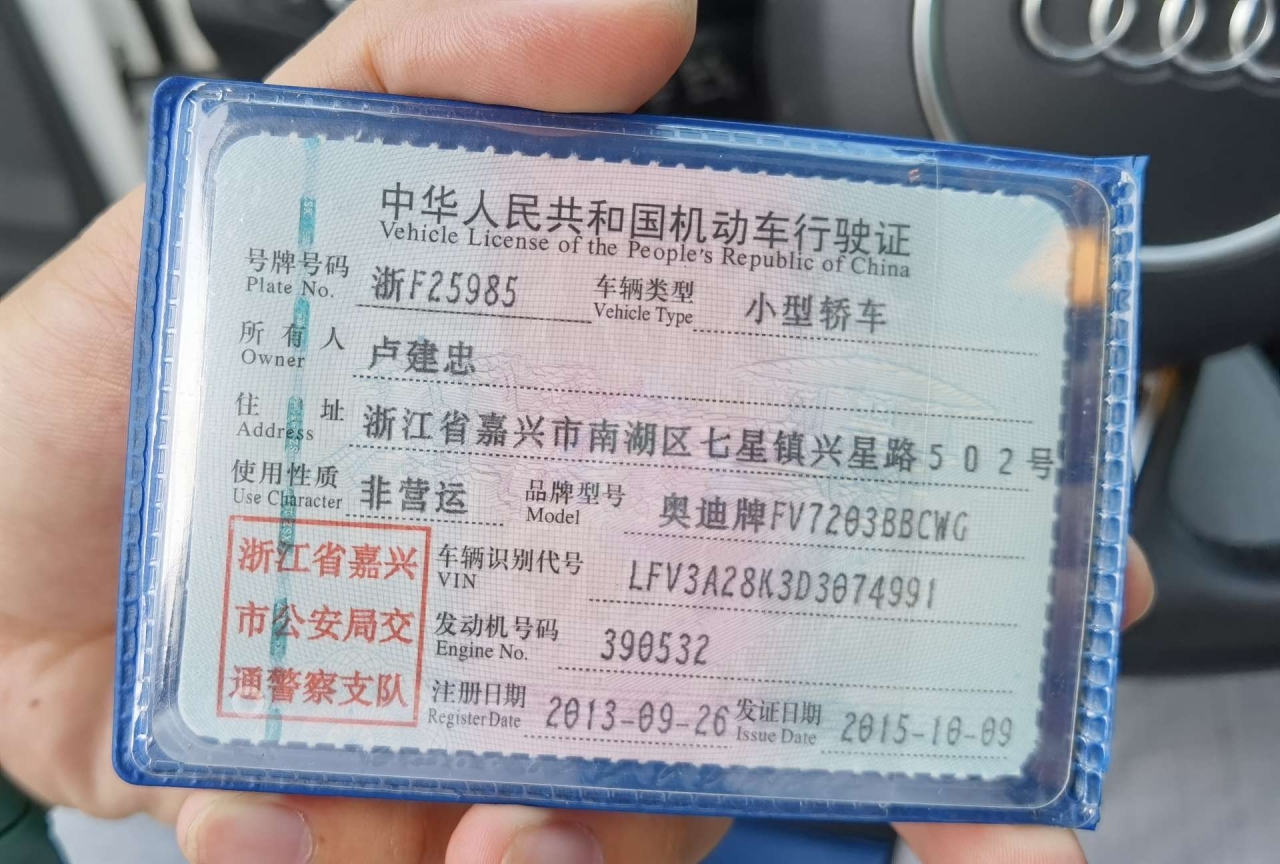 中华人民共和国机动车行驶证
Vehicle License of the People's Republic of China
号牌号码 浙F25985 车辆类型 小型轿车
Plate No. Vehicle Type
所有人 卢建忠
Owner
住址 浙江省嘉兴市南湖区七星镇兴星路502号
Address
使用性质 非营运 品牌型号 奥迪牌FV7203BBCWG
Use Character Model
浙江省嘉兴
市公安局交
通警察支队
车辆识别代号 LFV3A28K3D3074991
VIN
发动机号码 390532
Engine No.
注册日期 2013-09-26 发证日期 2015-10-09
Register Date Issue Date